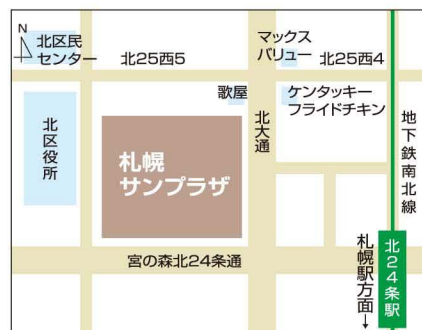 N
北区民
センター
北25西5
マックス
バリュー
北25西4
歌屋
ケンタッキー
フライドチキン
北大通
地下鉄南北線
北区役所
札幌
サンプラザ
宮の森北24条通
札幌駅方面→
北24条駅